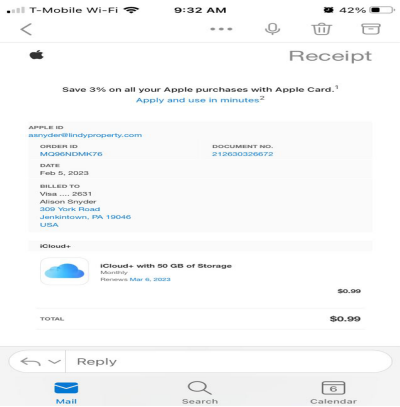 T-Mobile Wi-Fi 9:32 AM 42%
Receipt
Save 3% on all your Apple purchases with Apple Card.1
Apply and use in minutes2
APPLE ID
asnyder@lindyproperty.com
ORDER ID
MQ96NDMK76
DOCUMENT NO.
212630326672
DATE
Feb 5, 2023
BILLED TO
Visa .... 2631
Alison Snyder
309 York Road
Jenkintown, PA 19046
USA
iCloud+
iCloud+ with 50 GB of Storage
Monthly
Renews Mar 6, 2023
$0.99
TOTAL
$0.99
Reply
Mail
Search
6
Calendar